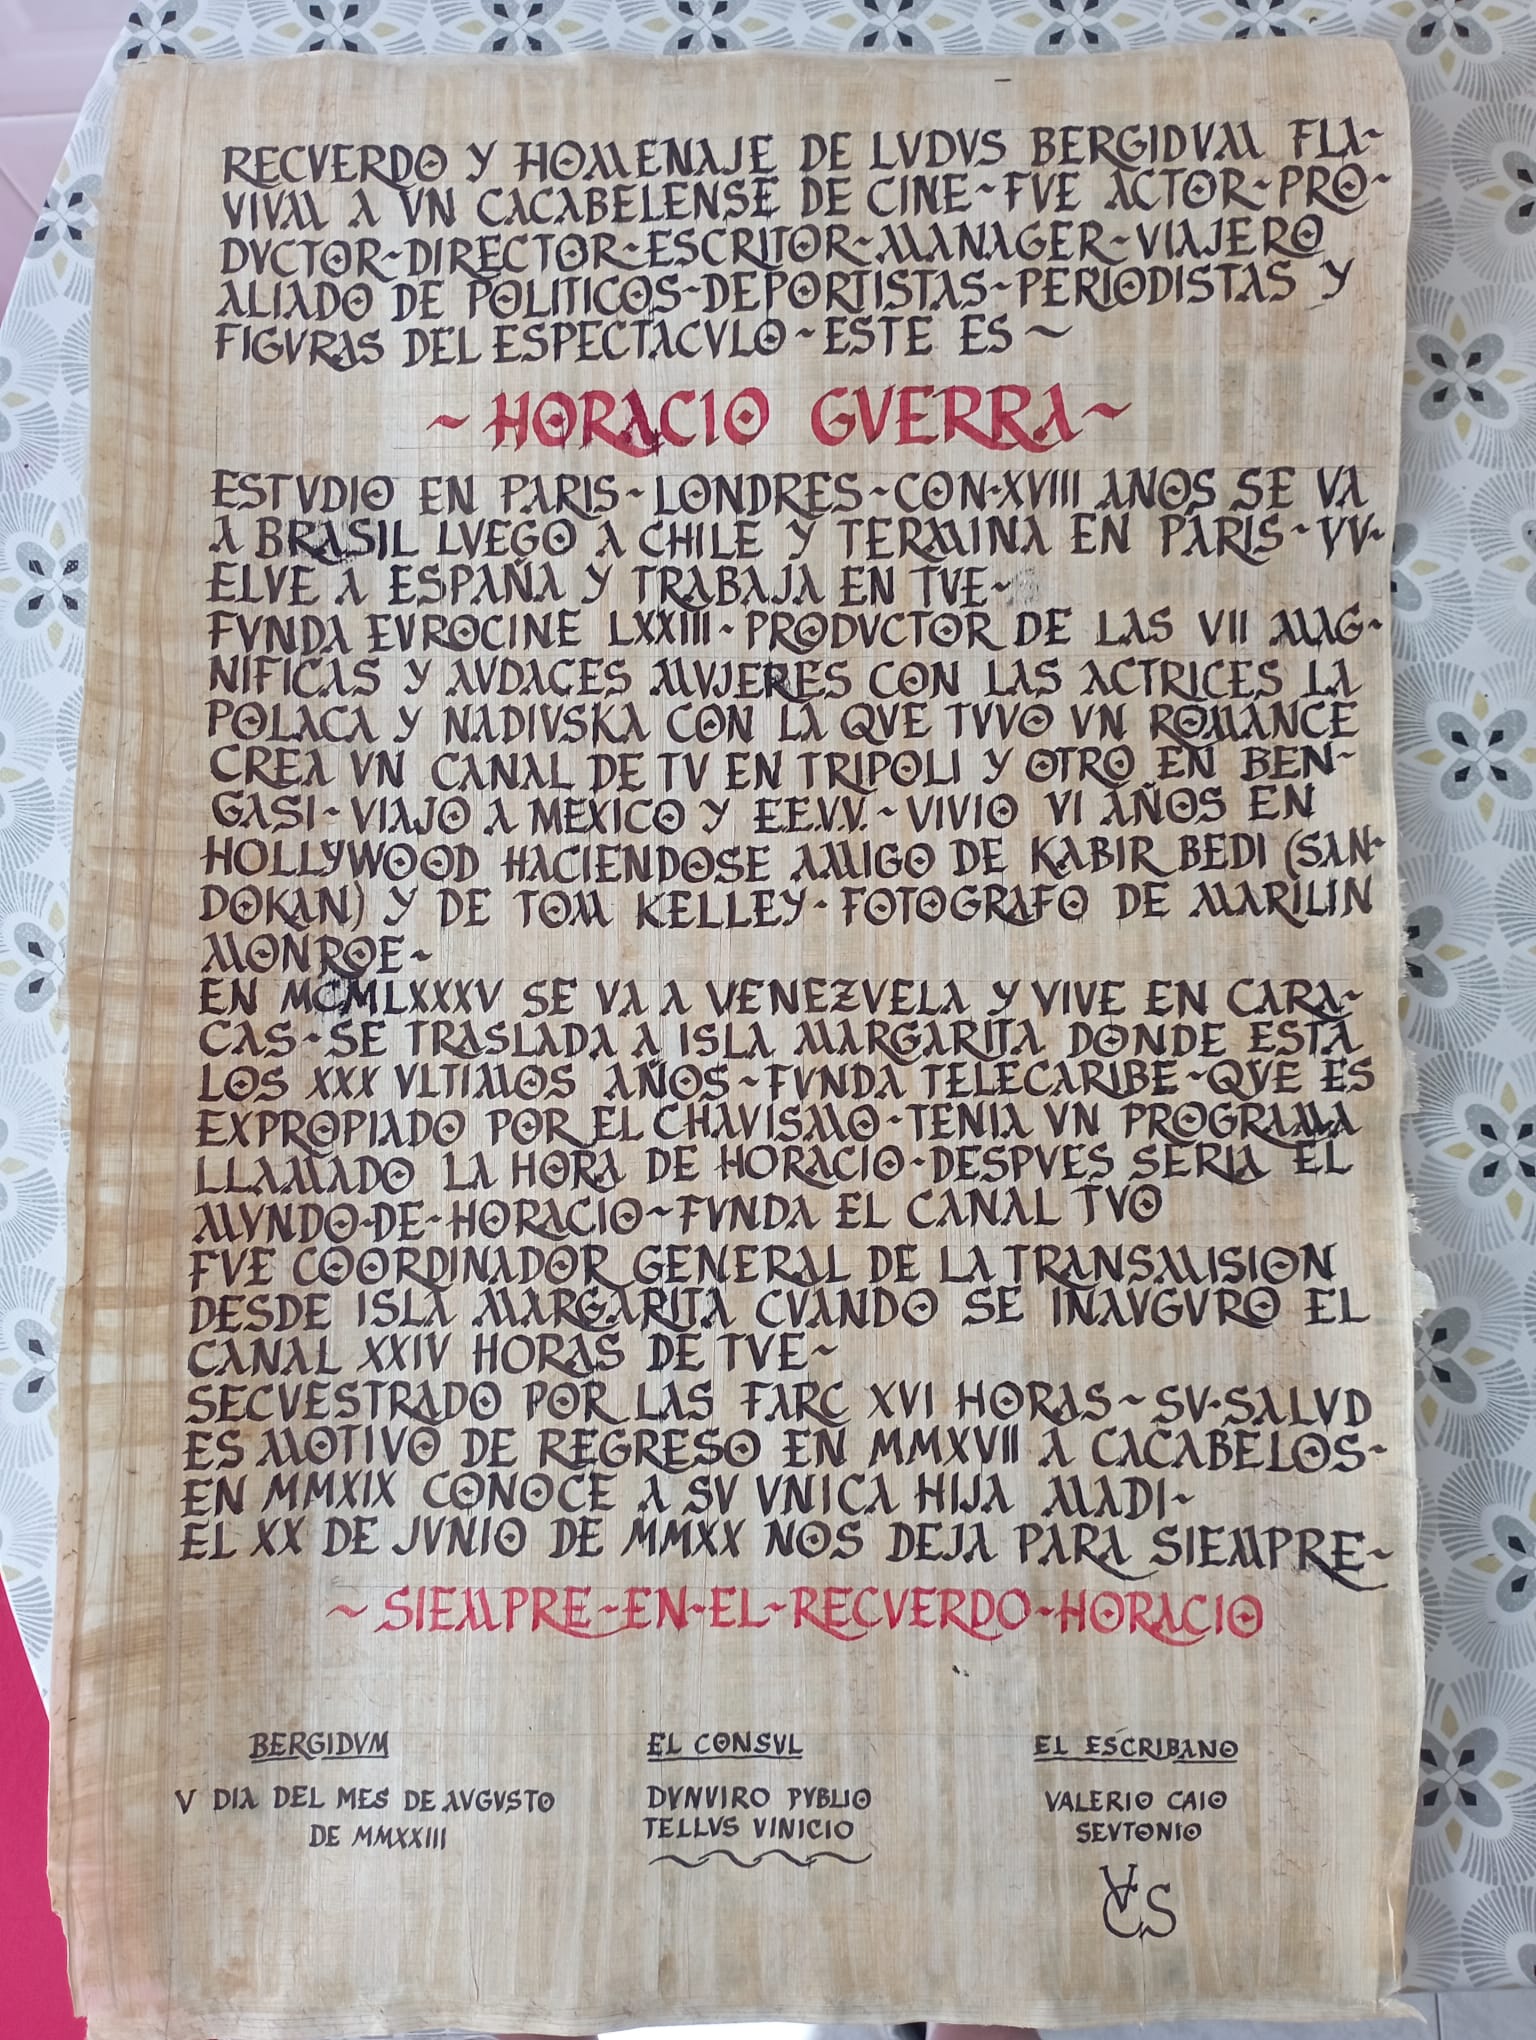 RECVERDO Y HOMENAJE DE LVDVS BERGIDVM FLA~
VIVM A VN CACABELENSE DE CINE~FVE ACTOR~PRO~
DVCTOR~DIRECTOR~ESCRITOR~MANAGER~VIAJERO
ALIADO DE POLITICOS~DEPORTISTAS~PERIODISTAS Y
FIGVRAS DEL ESPECTACVLO~ESTE ES~
~HORACIO GVERRA~
ESTVDIO EN PARIS~LONDRES~CON~XVIII ANOS SE VA
A BRASIL LVEGO A CHILE Y TERMINA EN PARIS~VV~
ELVE A ESPAÑA Y TRABAJA EN TVE~
FVNDA EVROCINE LXXIII~PRODVCTOR DE LAS VII MAG~
NIFICAS Y AVDACES MVJERES CON LAS ACTRICES LA
POLACA Y NADIVSKA CON LA QVE TVVO VN ROMANCE
CREA VN CANAL DE TV EN TRIPOLI Y OTRO EN BEN~
GASI~VIAJO A MEXICO Y E.E.V.V.~VIVIO VI AÑOS EN
HOLLYWOOD HACIENDOSE AMIGO DE KABIR BEDI (SAN~
DOKAN) Y DE TOM KELLEY~FOTOGRAFO DE MARILIN
MONROE~
EN MCMLXXXV SE VA A VENEZVELA Y VIVE EN CARA~
CAS~SE TRASLADA A ISLA MARGARITA DONDE ESTA
LOS XXX VLTIMOS AÑOS~FVNDA TELECARIBE~QVE ES
EXPROPIADO POR EL CHAVISMO~TENIA VN PROGRAMA
LLAMADO LA HORA DE HORACIO~DESPVES SERIA EL
MVNDO~DE~HORACIO~FVNDA EL CANAL TVO
FVE COORDINADOR GENERAL DE LA TRANSMISION
DESDE ISLA MARGARITA CVANDO SE INAVGVRO EL
CANAL XXIV HORAS DE TVE~
SECVESTRADO POR LAS FARC XVI HORAS~SV~SALVD
ES MOTIVO DE REGRESO EN MMXVII A CACABELOS~
EN MMXIX CONOCE A SV VNICA HIJA MADI~
EL XX DE JVNIO DE MMXX NOS DEJA PARA SIEMPRE~
~SIEMPRE~EN~EL~RECVERDO~HORACIO
BERGIDVM
V DIA DEL MES DE AVGVSTO
DE MMXXIII
EL CONSVL
DVNVIRO PVBLIO
TELLVS VINICIO
EL ESCRIBANO
VALERIO CAIO
SEVTONIO
VCS